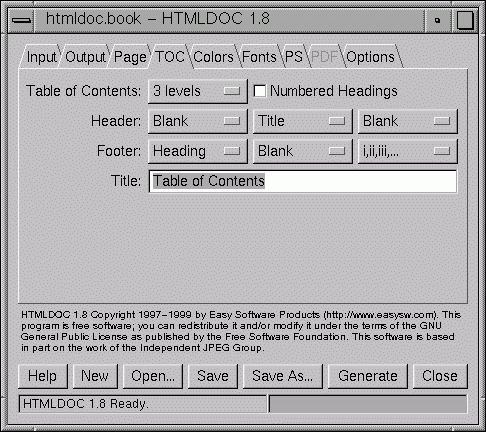 htmldoc.book - HTMLDOC 1.8
Input Output Page TOC Colors Fonts PS PDF Options
Table of Contents: 3 levels Numbered Headings
Header: Blank Title Blank
Footer: Heading Blank i,ii,iii,...
Title: Table of Contents
HTMLDOC 1.8 Copyright 1997-1999 by Easy Software Products (http://www.easysw.com). This
program is free software; you can redistribute it and/or modify it under the terms of the GNU
General Public License as published by the Free Software Foundation. This software is based
in part on the work of the Independent JPEG Group.
Help New Open... Save Save As... Generate Close
HTMLDOC 1.8 Ready.